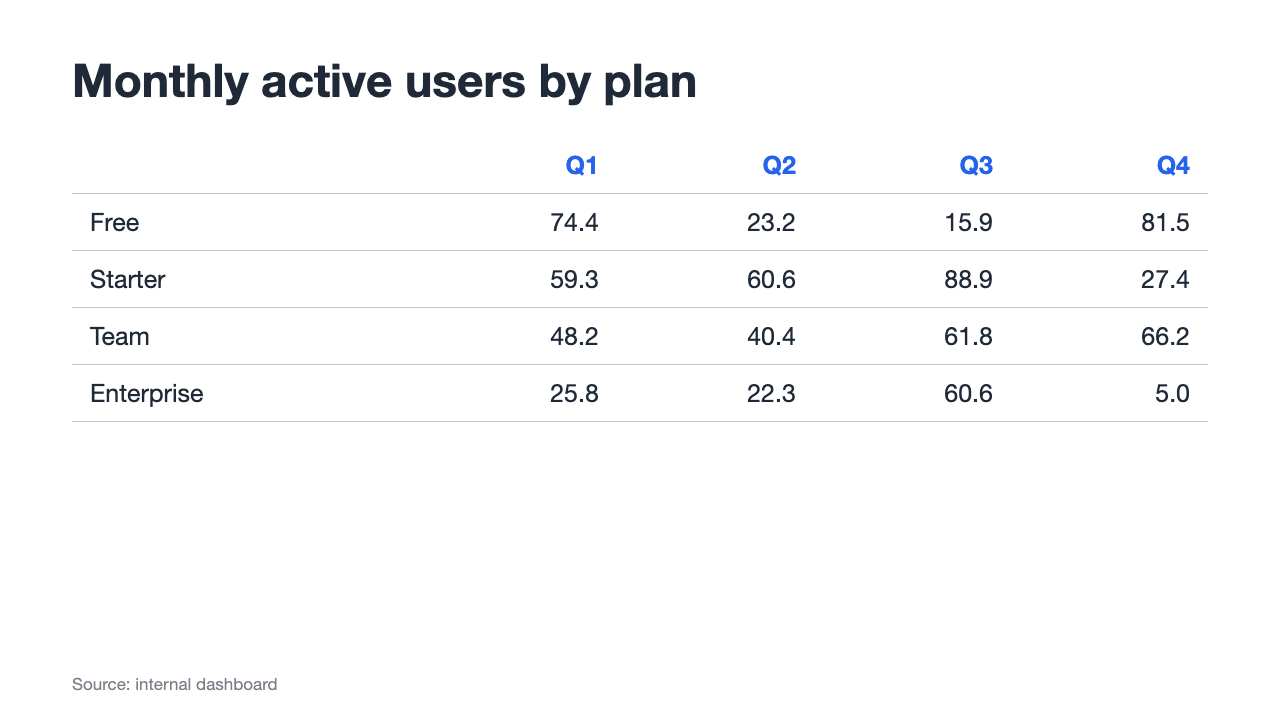 Monthly active users by plan
Q1 Q2 Q3 Q4
Free 74.4 23.2 15.9 81.5
Starter 59.3 60.6 88.9 27.4
Team 48.2 40.4 61.8 66.2
Enterprise 25.8 22.3 60.6 5.0
Source: internal dashboard